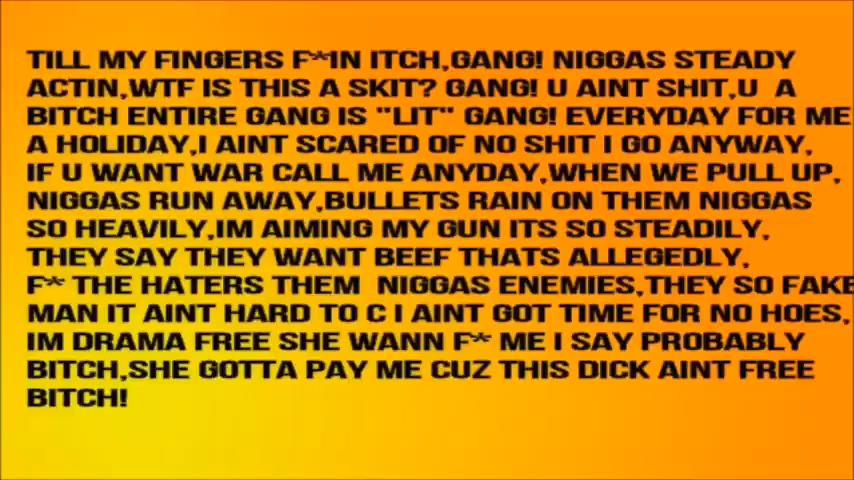 TILL MY FINGERS F*IN ITCH,GANG! NIGGAS STEADY
ACTIN,WTF IS THIS A SKIT? GANG! U AINT SHIT,U A
BITCH ENTIRE GANG IS "LIT" GANG! EVERYDAY FOR ME
A HOLIDAY,I AINT SCARED OF NO SHIT I GO ANYWAY,
IF U WANT WAR CALL ME ANYDAY,WHEN WE PULL UP,
NIGGAS RUN AWAY,BULLETS RAIN ON THEM NIGGAS
SO HEAVILY,IM AIMING MY GUN ITS SO STEADILY,
THEY SAY THEY WANT BEEF THATS ALLEGEDLY,
F* THE HATERS THEM NIGGAS ENEMIES,THEY SO FAKE
MAN IT AINT HARD TO C I AINT GOT TIME FOR NO HOES,
IM DRAMA FREE SHE WANN F* ME I SAY PROBABLY
BITCH,SHE GOTTA PAY ME CUZ THIS DICK AINT FREE
BITCH!